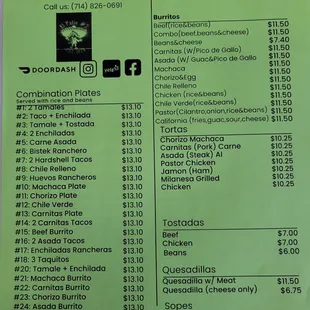 Call us: (714) 826-0691
DOORDASH
Combination Plates
Served with rice and beans
#1: 2 Tamales $13.10
#2: Taco + Enchilada $13.10
#3: Tamale + Tostada $13.10
#4: 2 Enchiladas $13.10
#5: Carne Asada $13.10
#6: Bistek Ranchero $13.10
#7: 2 Hardshell Tacos $13.10
#8: Chile Relleno $13.10
#9: Huevos Rancheros $13.10
#10: Machaca Plate $13.10
#11: Chorizo Plate $13.10
#12: Chile Verde $13.10
#13: Carnitas Plate $13.10
#14: 2 Carnitas Tacos $13.10
#15: Beef Burrito $13.10
#16: 2 Asada Tacos $13.10
#17: Enchiladas Rancheras $13.10
#18: 3 Taquitos $13.10
#20: Tamale + Enchilada $13.10
#21: Machaca Burrito $13.10
#22: Carnitas Burrito $13.10
#23: Chorizo Burrito $13.10
#24: Asada Burrito $13.10
Burritos
Beef(rice&beans) $11.50
Combo(beef,beans&cheese) $11.50
Beans&cheese $7.40
Carnitas (W/Pico de Gallo) $11.50
Asada (W/ Guac&Pico de Gallo $11.50
Machaca $11.50
Chorizo&Egg $11.50
Chile Relleno $11.50
Chicken (rice&beans) $11.50
Chile Verde(rice&beans) $11.50
Pastor(Cilantro,onion,rice&beans) $11.50
California (fries,guac,sour,cheese) $11.50
Tortas
Chorizo Machaca $10.25
Carnitas (Pork) Carne $10.25
Asada (Steak) Al $10.25
Pastor Chicken $10.25
Jamon (Ham) $10.25
Milanesa Grilled $10.25
Chicken $10.25
Tostadas
Beef $7.00
Chicken $7.00
Beans $6.00
Quesadillas
Quesadilla w/ Meat $11.50
Quesadilla (cheese only) $6.75
Sopes